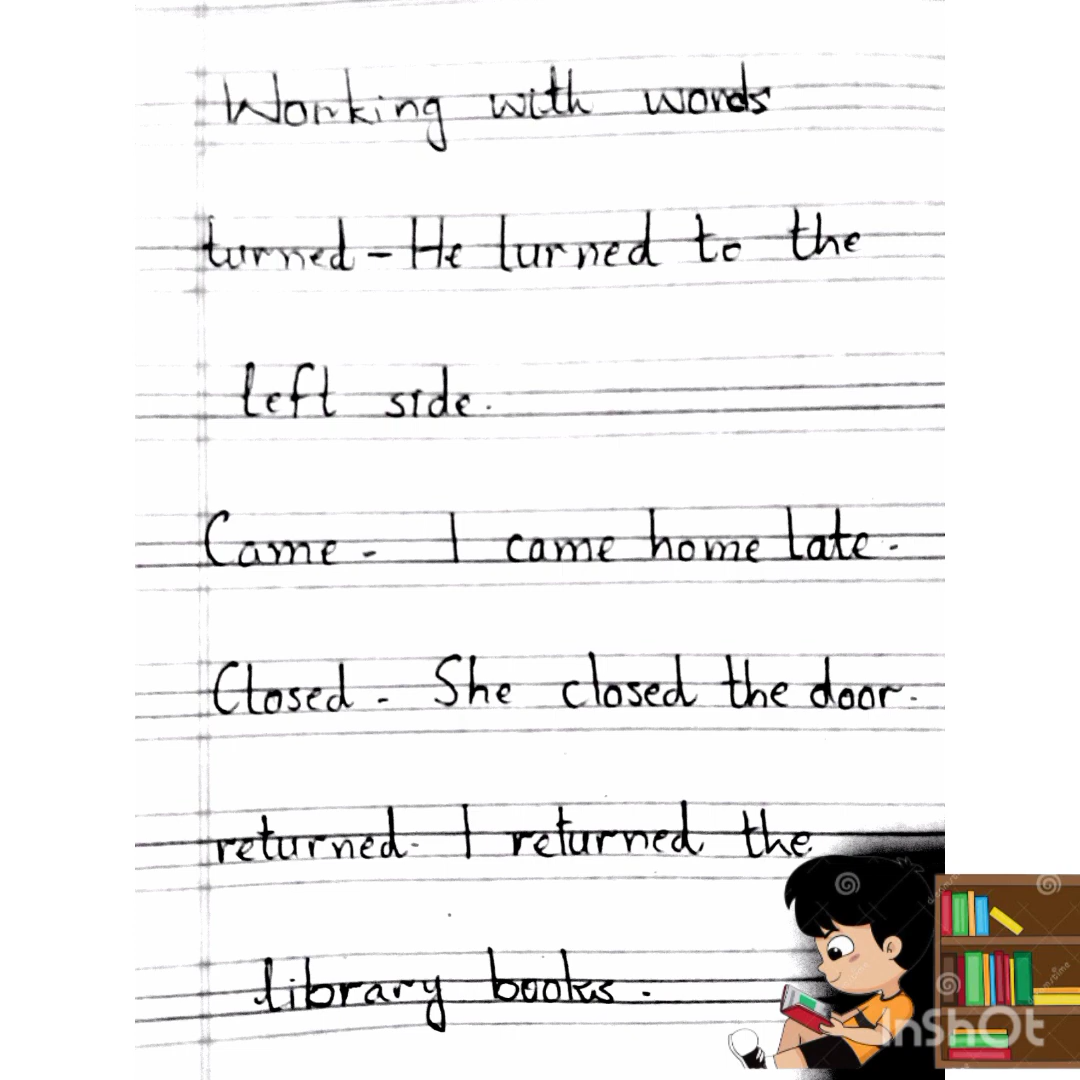 Working with words
turned - He turned to the
left side.
Came - I came home late.
Closed - She closed the door.
returned - I returned the
library books.
InShOt